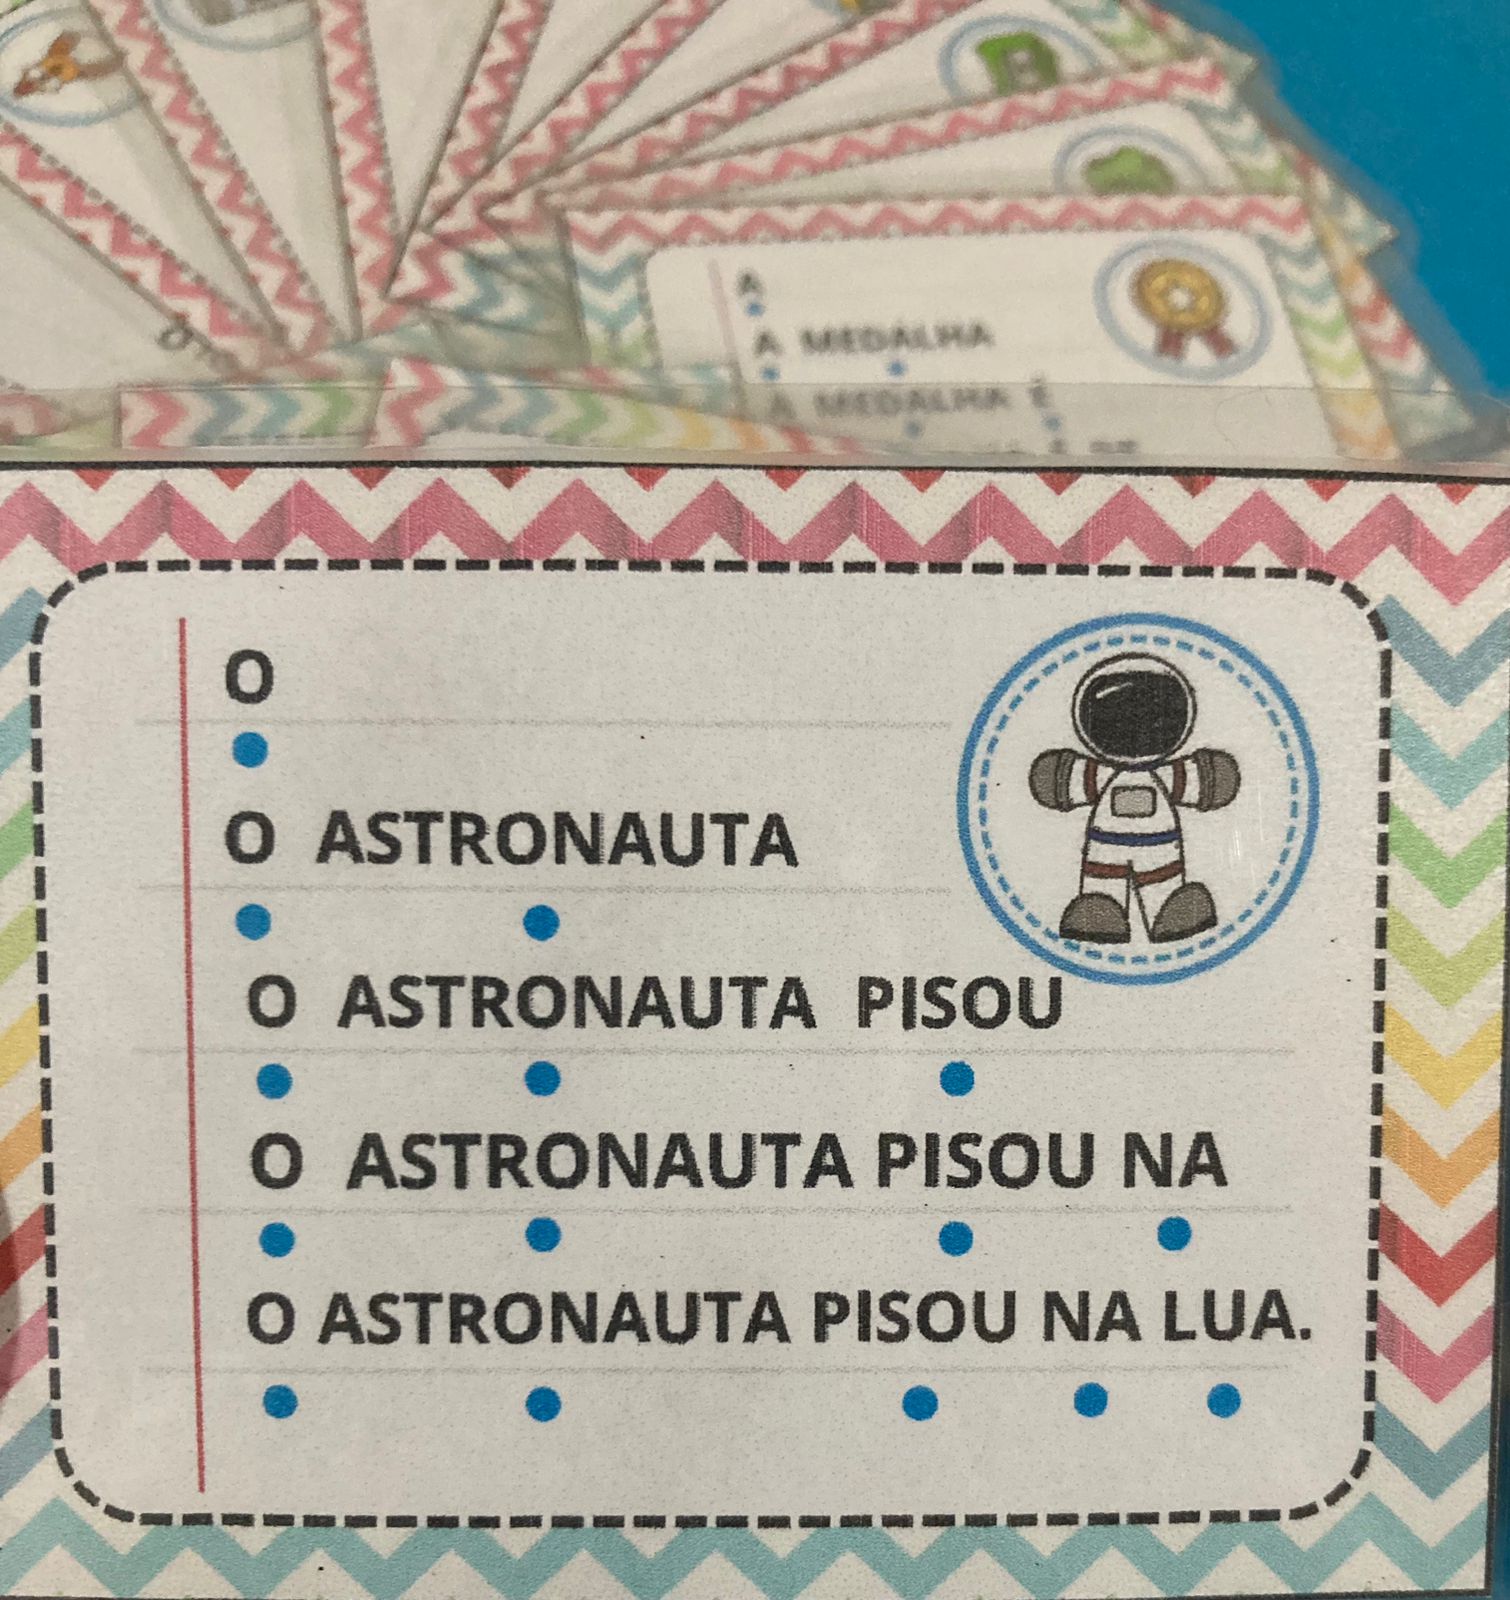 A
A MEDALHA
A MEDALHA É
O
O ASTRONAUTA
O ASTRONAUTA PISOU
O ASTRONAUTA PISOU NA
O ASTRONAUTA PISOU NA LUA.